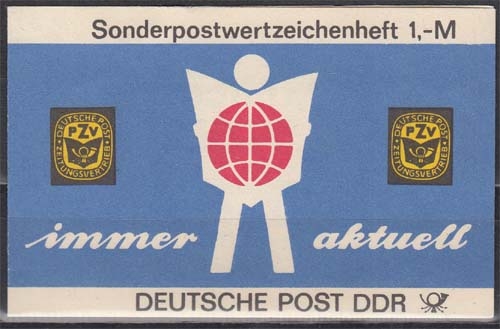 Sonderpostwertzeichenheft 1,-M
DEUTSCHE POST
PZV
ZEITUNGSVERTRIEB
DEUTSCHE POST
PZV
ZEITUNGSVERTRIEB
immer aktuell
DEUTSCHE POST DDR